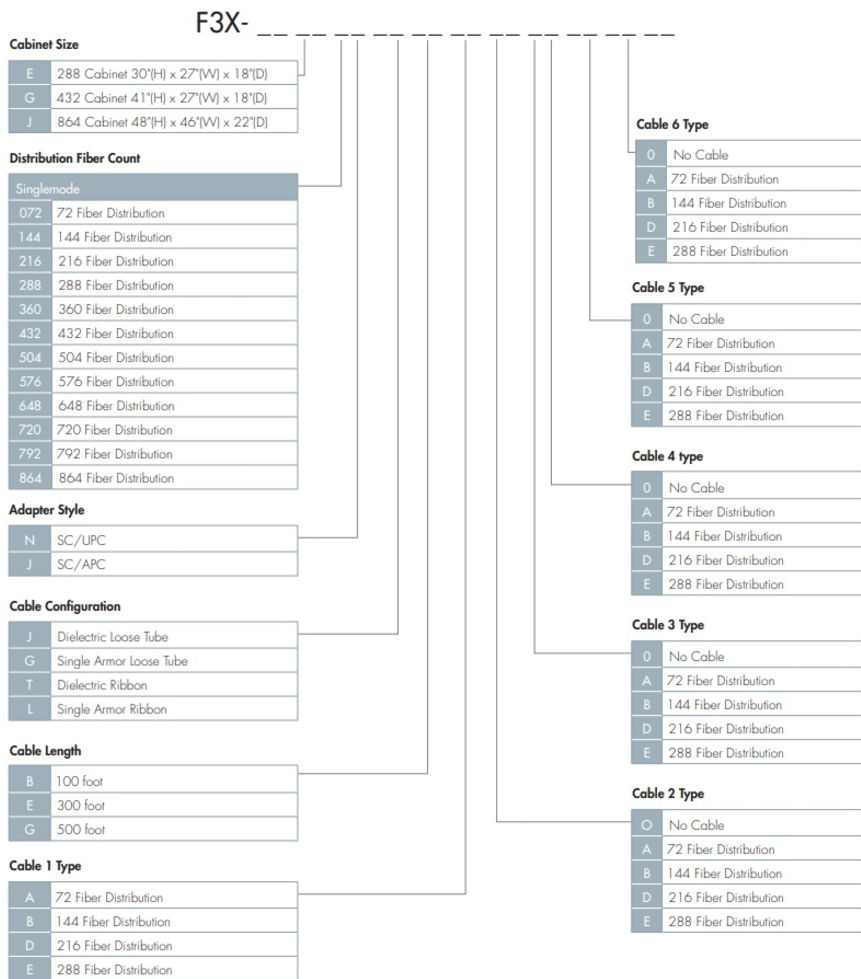 F3X- __ __ __ __ __ __ __ __ __ __ __
Cabinet Size
E 288 Cabinet 30"(H) x 27"(W) x 18"(D)
G 432 Cabinet 41"(H) x 27"(W) x 18"(D)
J 864 Cabinet 48"(H) x 46"(W) x 22"(D)
Distribution Fiber Count
Singlemode
072 72 Fiber Distribution
144 144 Fiber Distribution
216 216 Fiber Distribution
288 288 Fiber Distribution
360 360 Fiber Distribution
432 432 Fiber Distribution
504 504 Fiber Distribution
576 576 Fiber Distribution
648 648 Fiber Distribution
720 720 Fiber Distribution
792 792 Fiber Distribution
864 864 Fiber Distribution
Adapter Style
N SC/UPC
J SC/APC
Cable Configuration
J Dielectric Loose Tube
G Single Armor Loose Tube
T Dielectric Ribbon
L Single Armor Ribbon
Cable Length
B 100 foot
E 300 foot
G 500 foot
Cable 1 Type
A 72 Fiber Distribution
B 144 Fiber Distribution
D 216 Fiber Distribution
E 288 Fiber Distribution
Cable 6 Type
0 No Cable
A 72 Fiber Distribution
B 144 Fiber Distribution
D 216 Fiber Distribution
E 288 Fiber Distribution
Cable 5 Type
0 No Cable
A 72 Fiber Distribution
B 144 Fiber Distribution
D 216 Fiber Distribution
E 288 Fiber Distribution
Cable 4 type
0 No Cable
A 72 Fiber Distribution
B 144 Fiber Distribution
D 216 Fiber Distribution
E 288 Fiber Distribution
Cable 3 Type
0 No Cable
A 72 Fiber Distribution
B 144 Fiber Distribution
D 216 Fiber Distribution
E 288 Fiber Distribution
Cable 2 Type
O No Cable
A 72 Fiber Distribution
B 144 Fiber Distribution
D 216 Fiber Distribution
E 288 Fiber Distribution